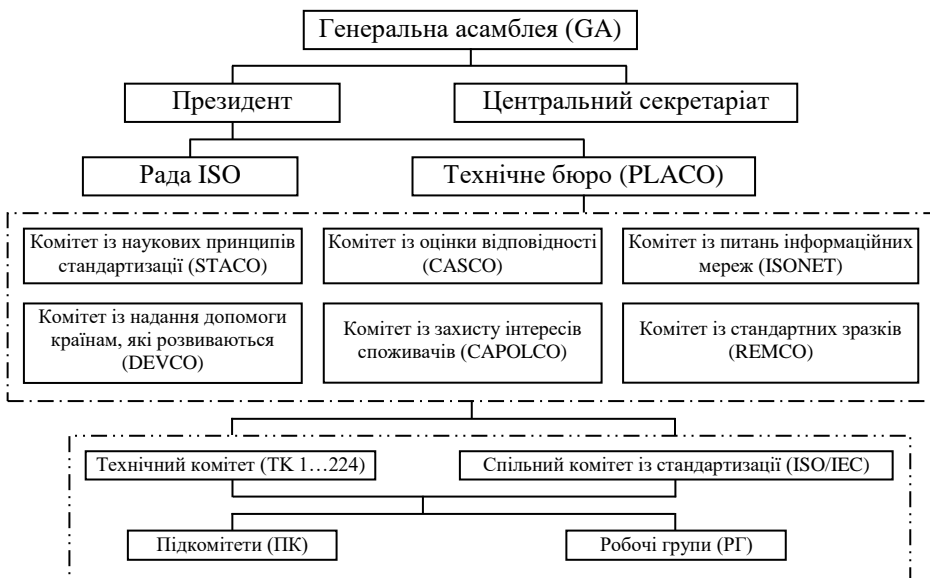 Генеральна асамблея (GA)
Президент
Центральний секретаріат
Рада ISO
Технічне бюро (PLACO)
Комітет із наукових принципів
стандартизації (STACO)
Комітет із оцінки відповідності
(CASCO)
Комітет із питань інформаційних
мереж (ISONET)
Комітет із надання допомоги
країнам, які розвиваються
(DEVCO)
Комітет із захисту інтересів
споживачів (CAPOLCO)
Комітет із стандартних зразків
(REMCO)
Технічний комітет (ТК 1…224)
Спільний комітет із стандартизації (ISO/IEC)
Підкомітети (ПК)
Робочі групи (РГ)